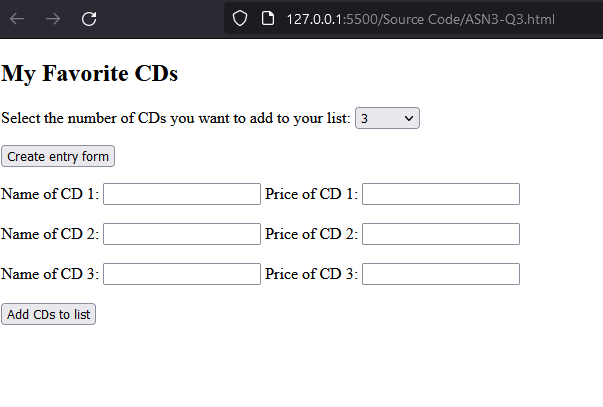 127.0.0.1:5500/Source Code/ASN3-Q3.html
My Favorite CDs
Select the number of CDs you want to add to your list: 3
Create entry form
Name of CD 1: Price of CD 1:
Name of CD 2: Price of CD 2:
Name of CD 3: Price of CD 3:
Add CDs to list